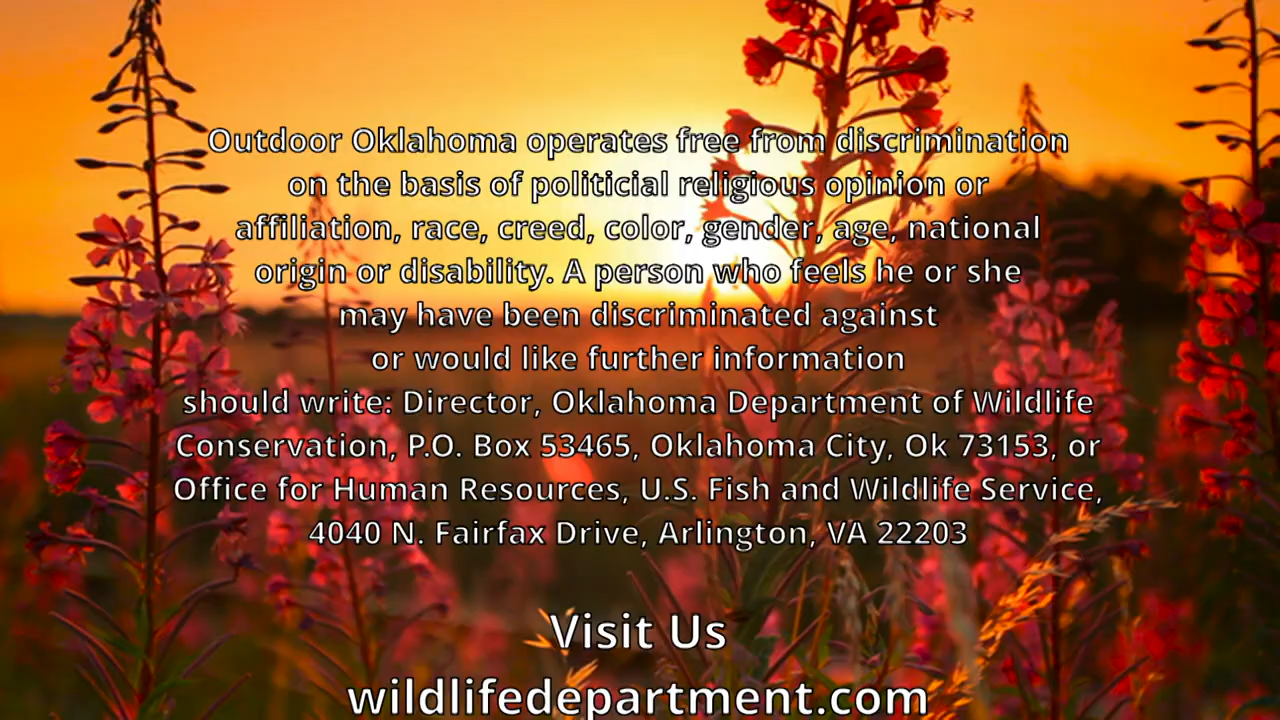 Outdoor Oklahoma operates free from discrimination
on the basis of politicial religious opinion or
affiliation, race, creed, color, gender, age, national
origin or disability. A person who feels he or she
may have been discriminated against
or would like further information
should write: Director, Oklahoma Department of Wildlife
Conservation, P.O. Box 53465, Oklahoma City, Ok 73153, or
Office for Human Resources, U.S. Fish and Wildlife Service,
4040 N. Fairfax Drive, Arlington, VA 22203
Visit Us
wildlifedepartment.com